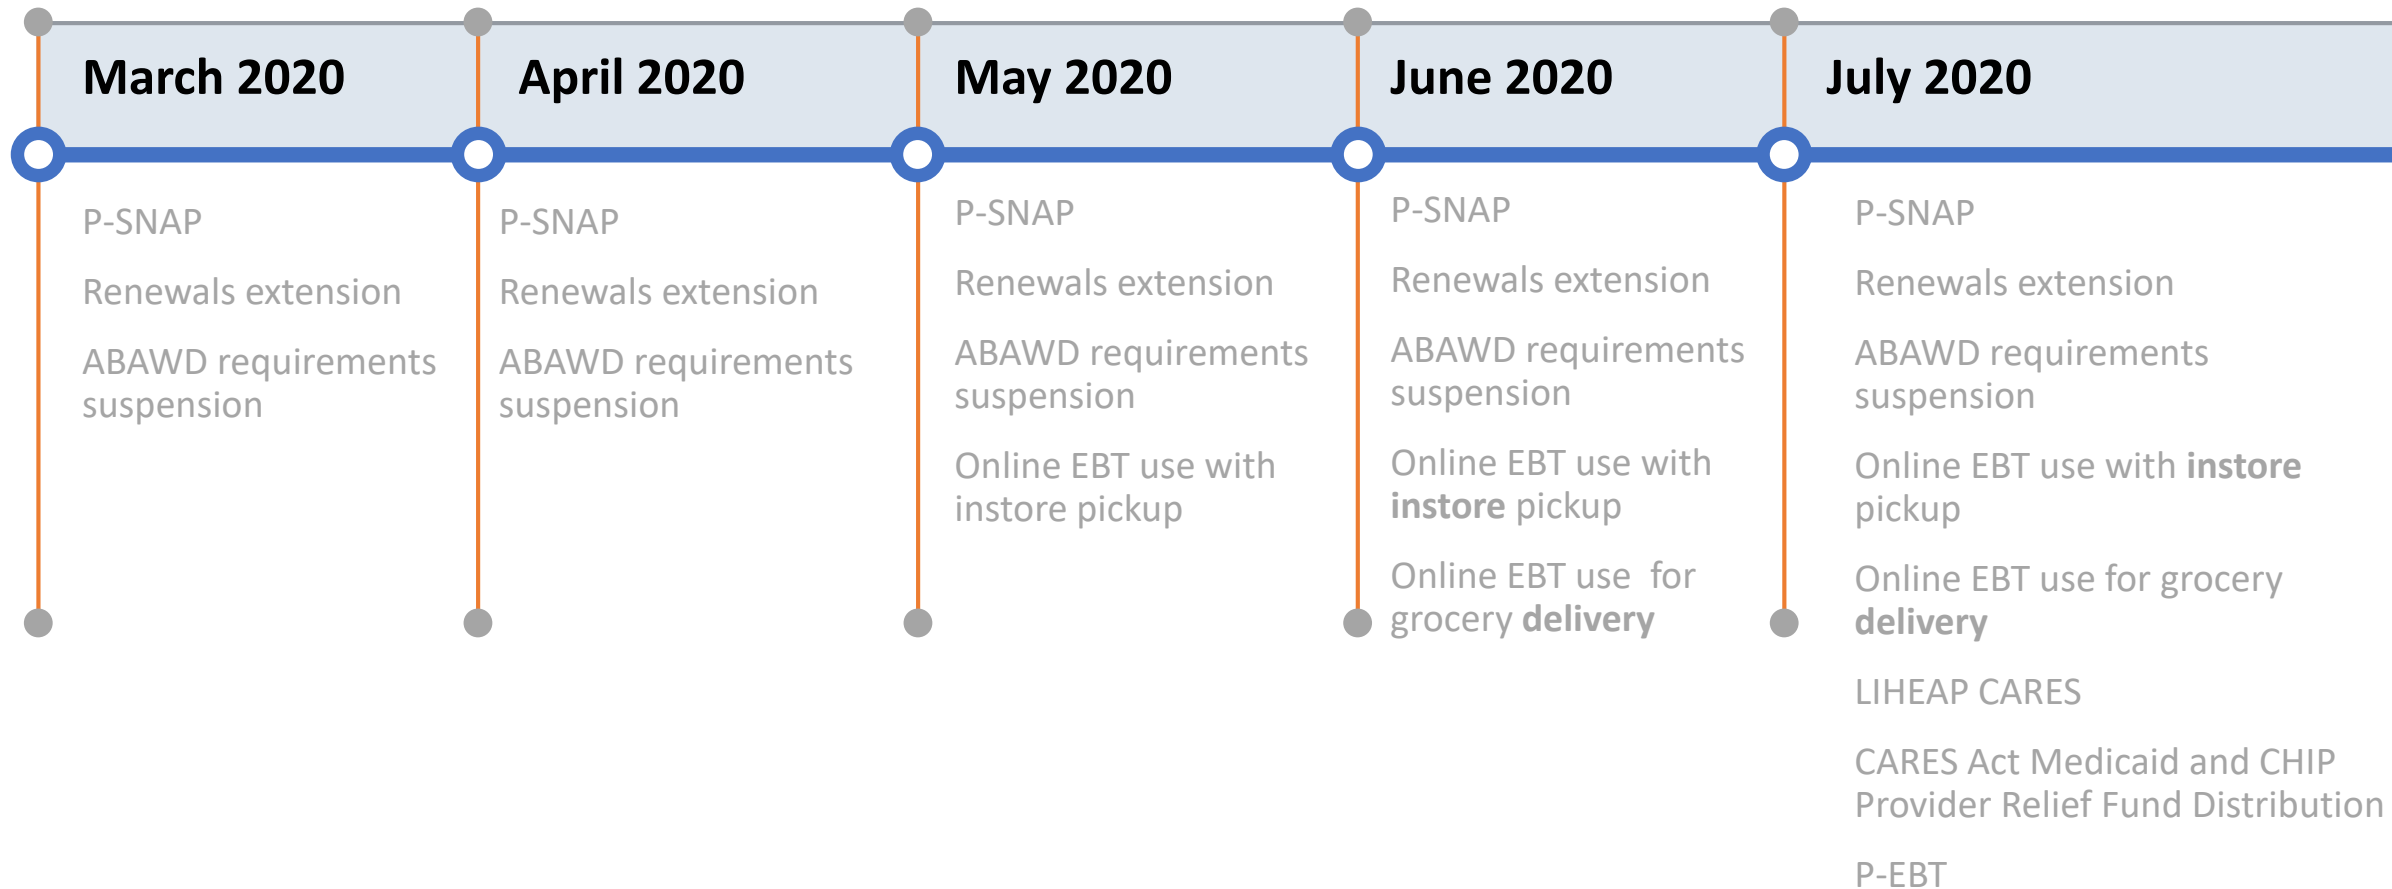 March 2020
P-SNAP
Renewals extension
ABAWD requirements
suspension
April 2020
P-SNAP
Renewals extension
ABAWD requirements
suspension
May 2020
P-SNAP
Renewals extension
ABAWD requirements
suspension
Online EBT use with
instore pickup
June 2020
P-SNAP
Renewals extension
ABAWD requirements
suspension
Online EBT use with
instore pickup
Online EBT use  for
grocery delivery
July 2020
P-SNAP
Renewals extension
ABAWD requirements
suspension
Online EBT use with instore
pickup
Online EBT use for grocery
delivery
LIHEAP CARES
CARES Act Medicaid and CHIP
Provider Relief Fund Distribution
P-EBT